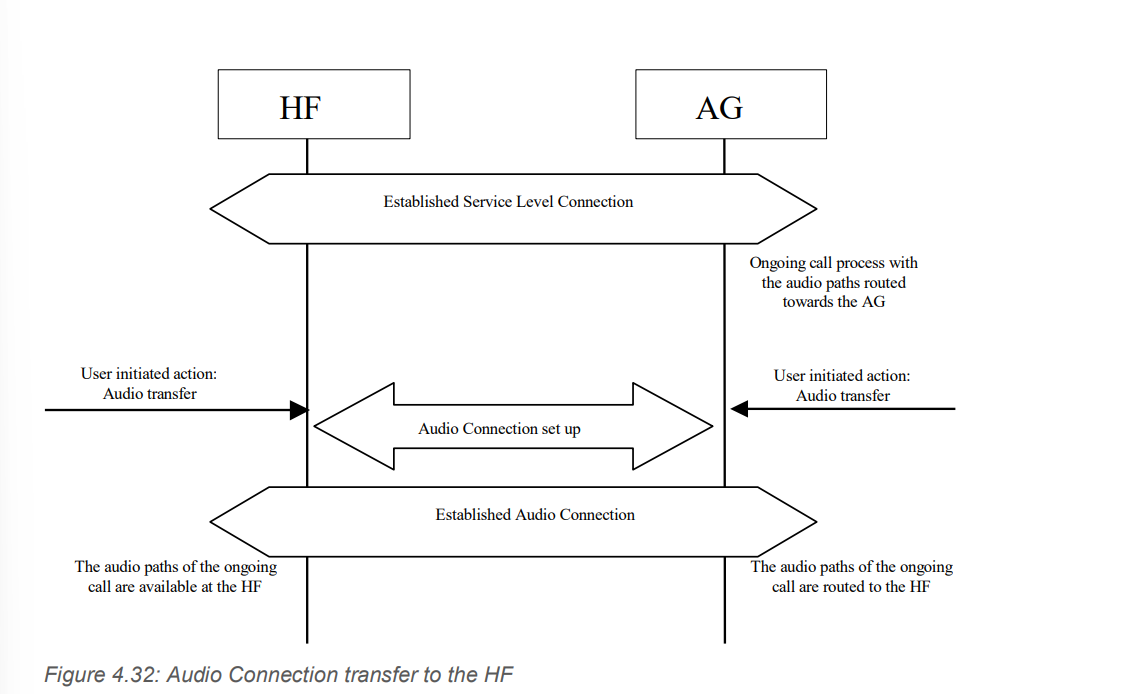 HF
AG
Established Service Level Connection
Ongoing call process with
the audio paths routed
towards the AG
User initiated action:
Audio transfer
User initiated action:
Audio transfer
Audio Connection set up
Established Audio Connection
The audio paths of the ongoing
call are available at the HF
The audio paths of the ongoing
call are routed to the HF
Figure 4.32: Audio Connection transfer to the HF